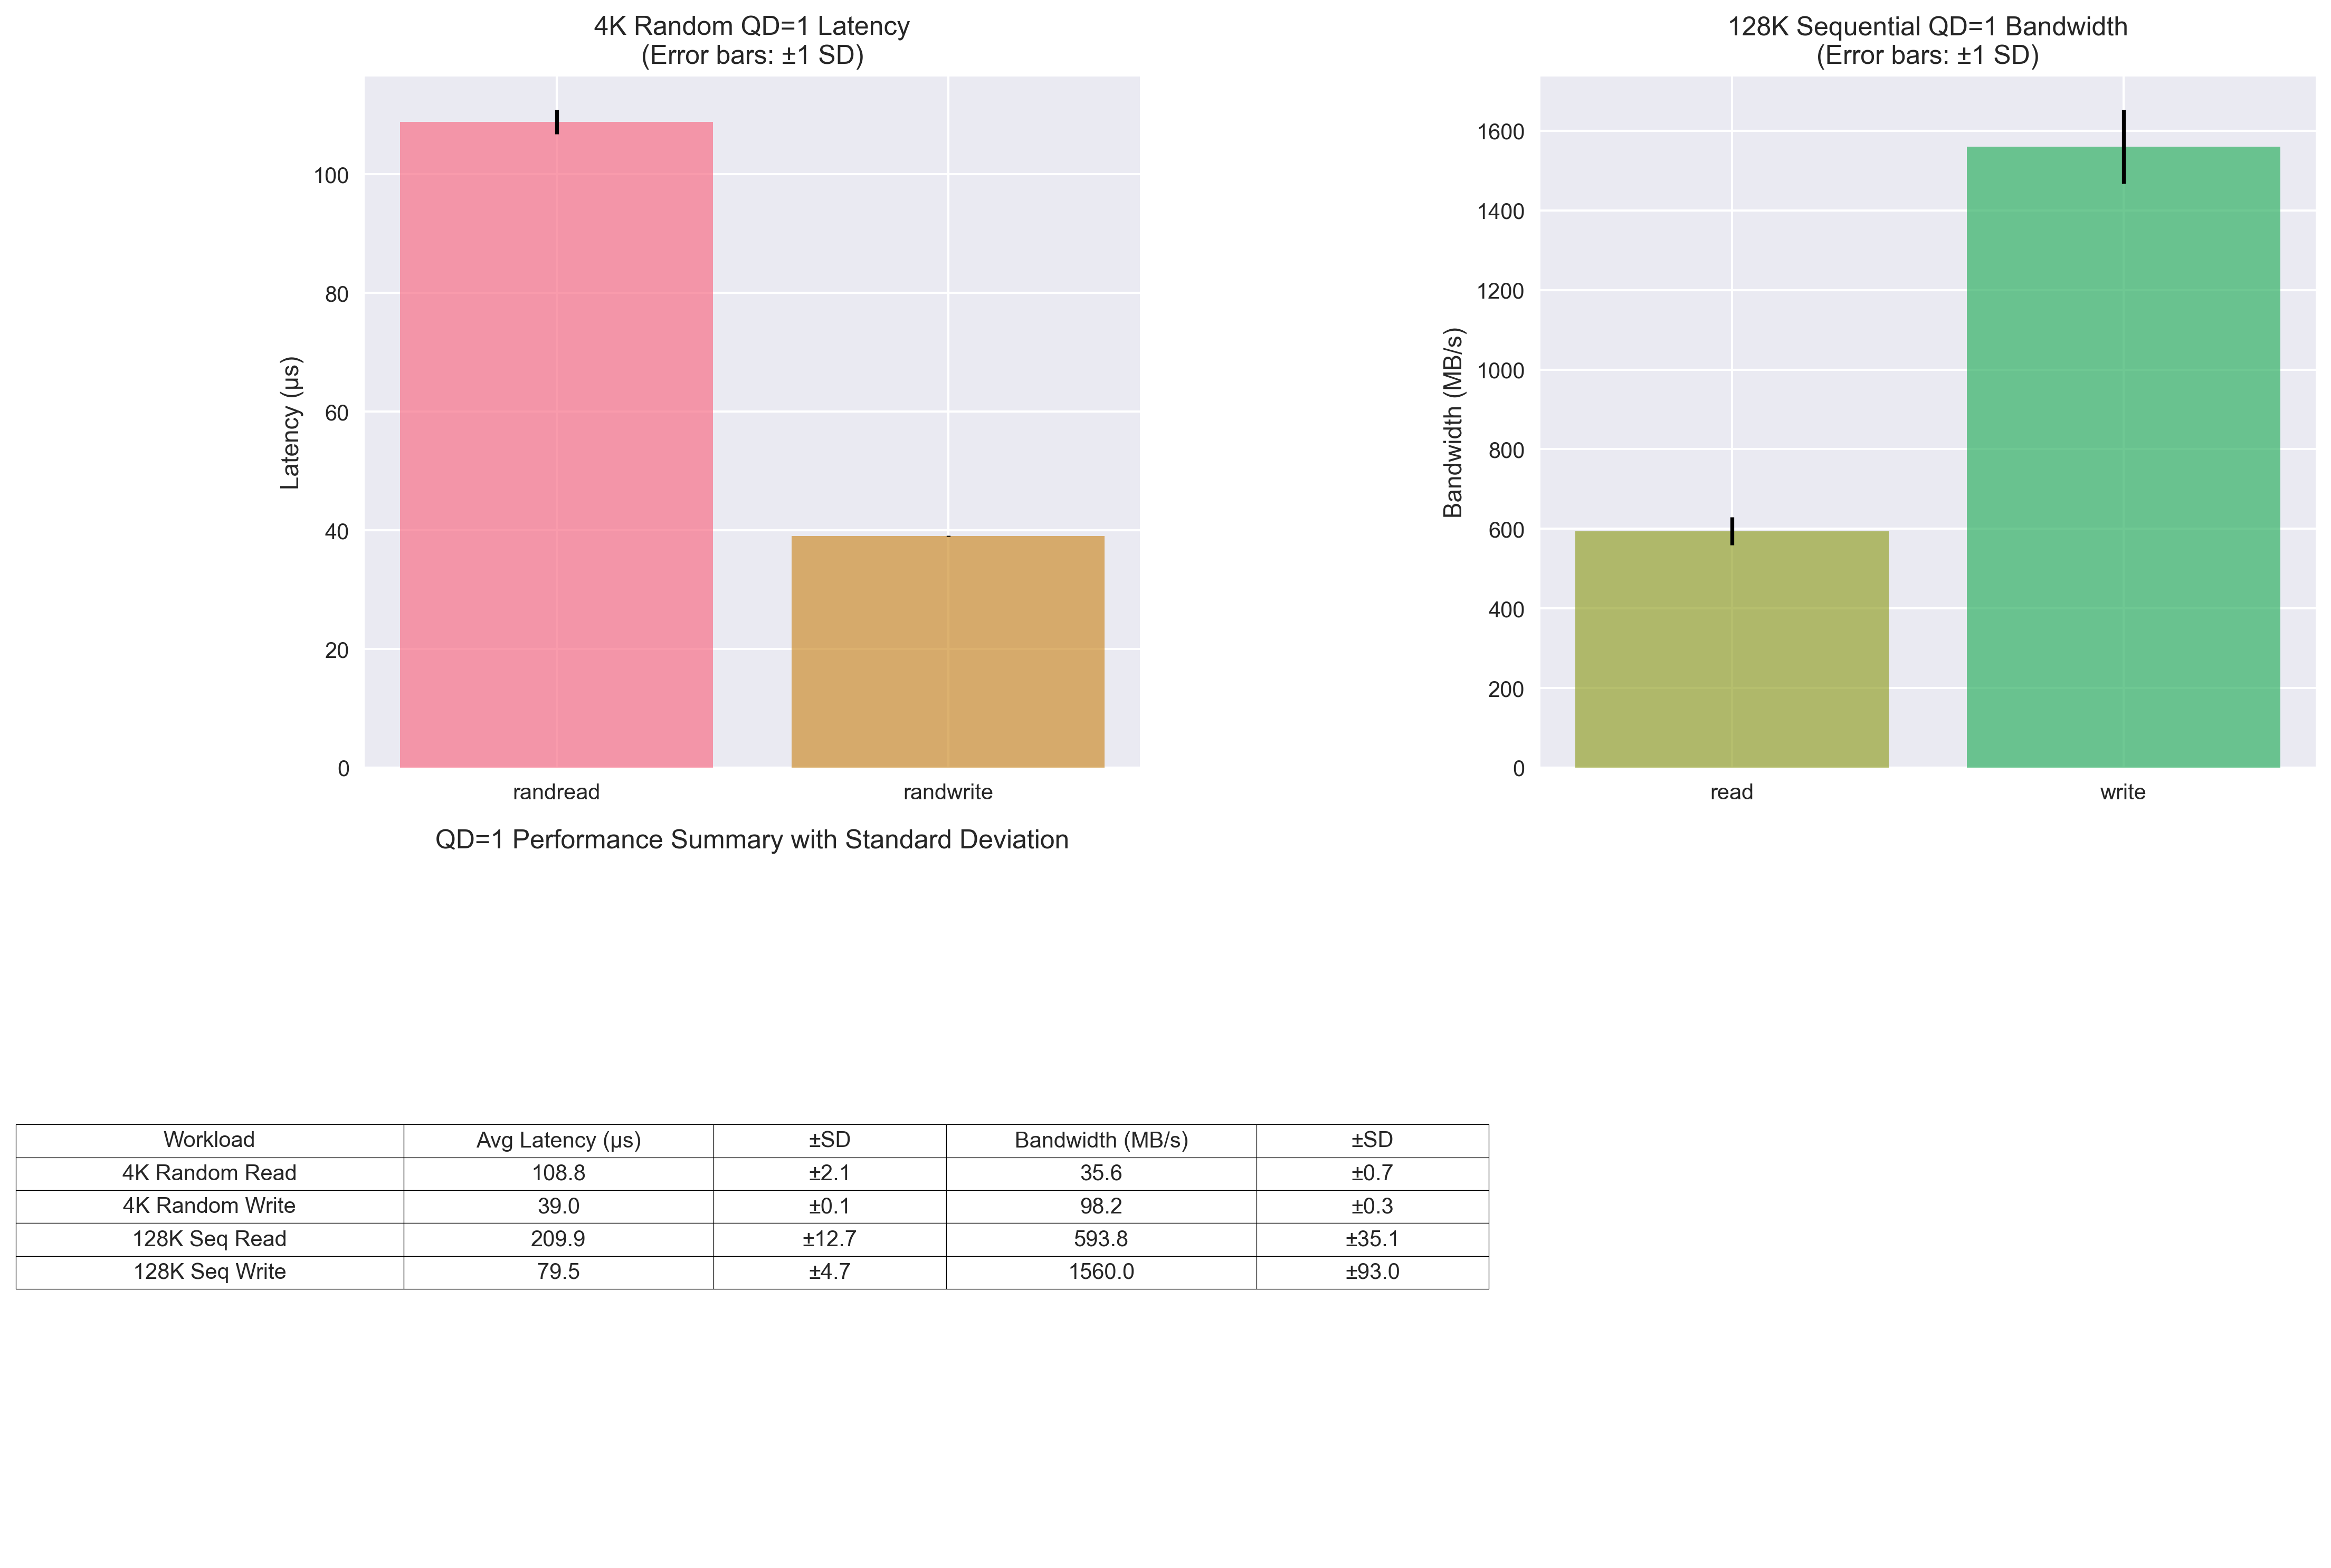 4K Random QD=1 Latency
(Error bars: ±1 SD)
Latency (μs)
100
80
60
40
20
0
randread randwrite
128K Sequential QD=1 Bandwidth
(Error bars: ±1 SD)
Bandwidth (MB/s)
1600
1400
1200
1000
800
600
400
200
0
read write
QD=1 Performance Summary with Standard Deviation
Workload Avg Latency (μs) ±SD Bandwidth (MB/s) ±SD
4K Random Read 108.8 ±2.1 35.6 ±0.7
4K Random Write 39.0 ±0.1 98.2 ±0.3
128K Seq Read 209.9 ±12.7 593.8 ±35.1
128K Seq Write 79.5 ±4.7 1560.0 ±93.0